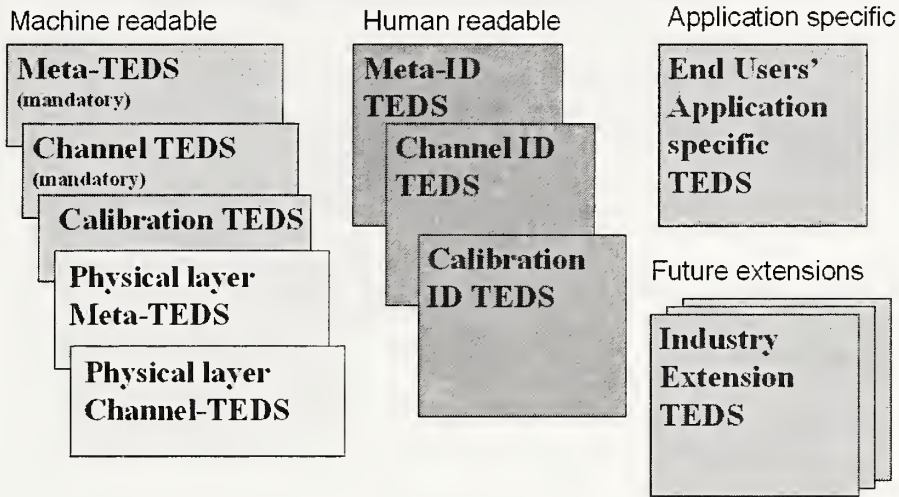 Machine readable
Meta-TEDS
(mandatory)
Channel TEDS
(mandatory)
Calibration TEDS
Physical layer
Meta-TEDS
Physical layer
Channel-TEDS
Human readable
Meta-ID
TEDS
Channel ID
TEDS
Calibration
ID TEDS
Application specific
End Users’
Application
specific
TEDS
Future extensions
Industry
Extension
TEDS